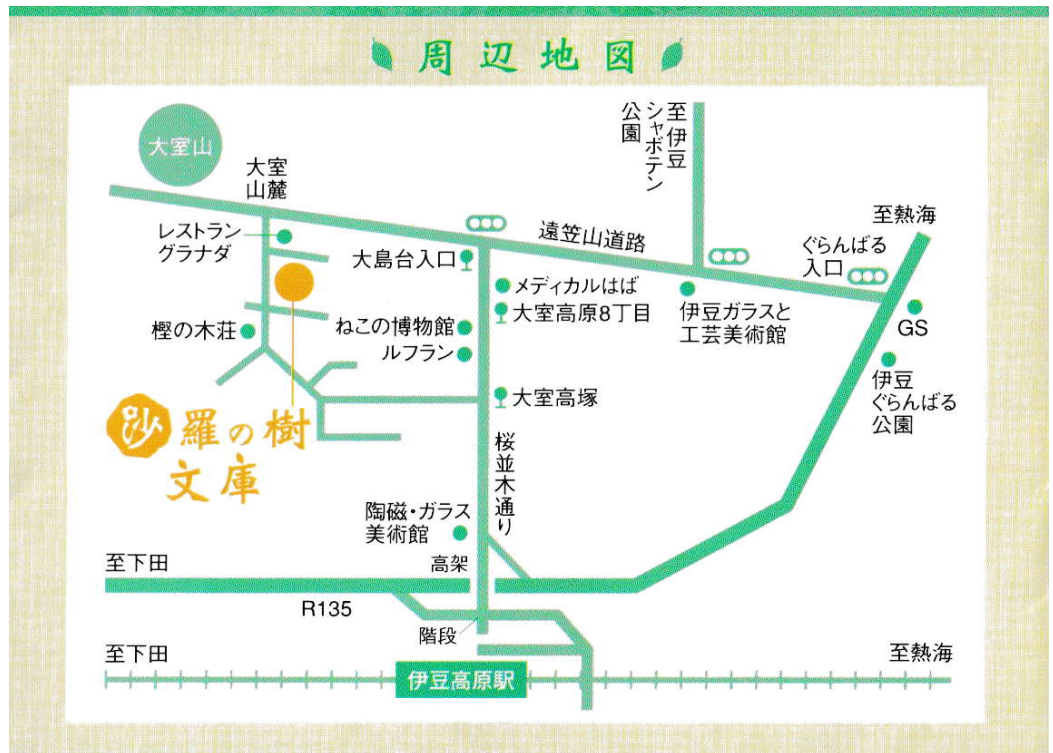 周辺地図
大室山
大室
山麓
レストラン
グラナダ
大島台入口
遠笠山道路
至伊豆
シャボテン
公園
至熱海
ぐらんぱる
入口
メディカルはば
大室高原8丁目
伊豆ガラスと
工芸美術館
GS
樫の木荘
ねこの博物館
ルフラン
伊豆
ぐらんぱる
公園
大室高塚
沙羅の樹
文庫
桜並木通り
陶磁・ガラス
美術館
高架
至下田
R135
階段
至下田
伊豆高原駅
至熱海